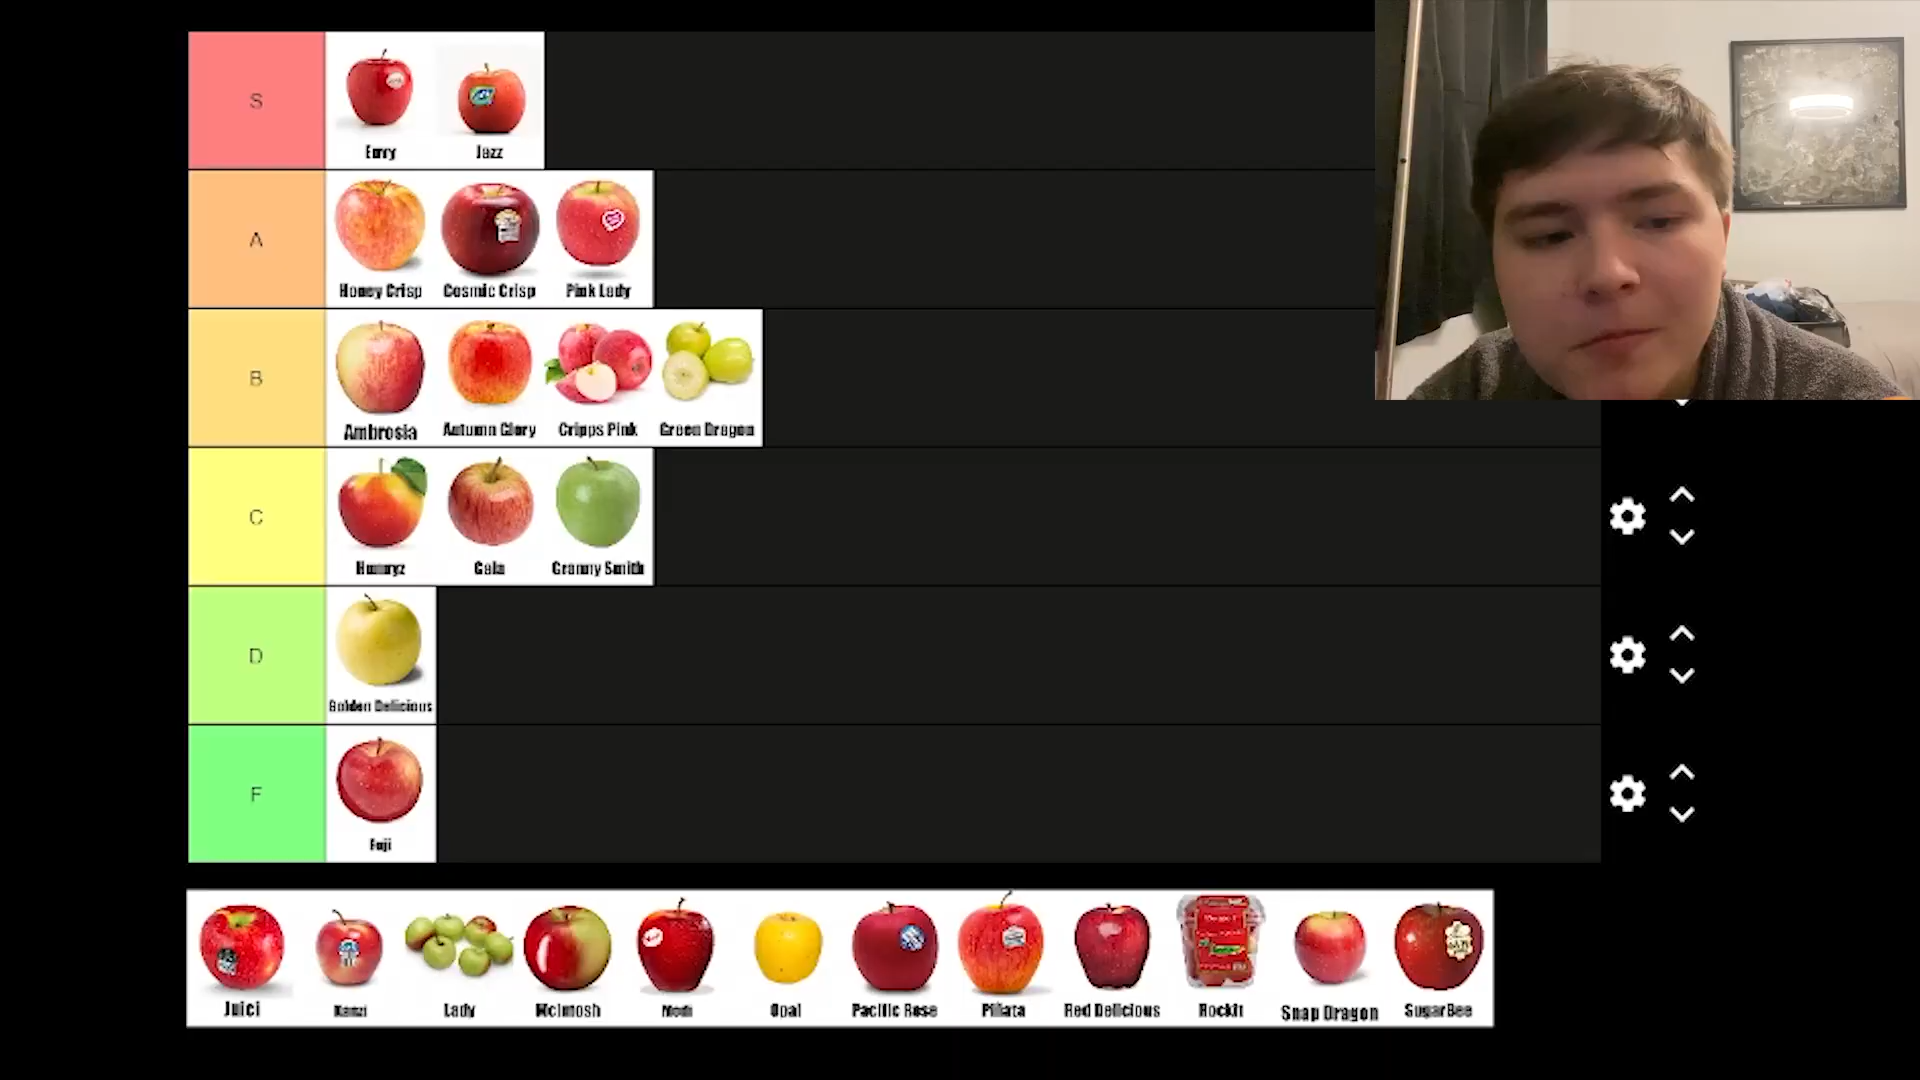 S
Envy
Jazz
A
Honey Crisp
Cosmic Crisp
Pink Lady
B
Ambrosia
Autumn Glory
Cripps Pink
Green Dragon
C
Hunnyz
Gala
Granny Smith
D
Golden Delicious
F
Fuji
Juici
Kanzi
Lady
McIntosh
Modi
Opal
Pacific Rose
Piñata
Red Delicious
Rockit
Snap Dragon
SugarBee